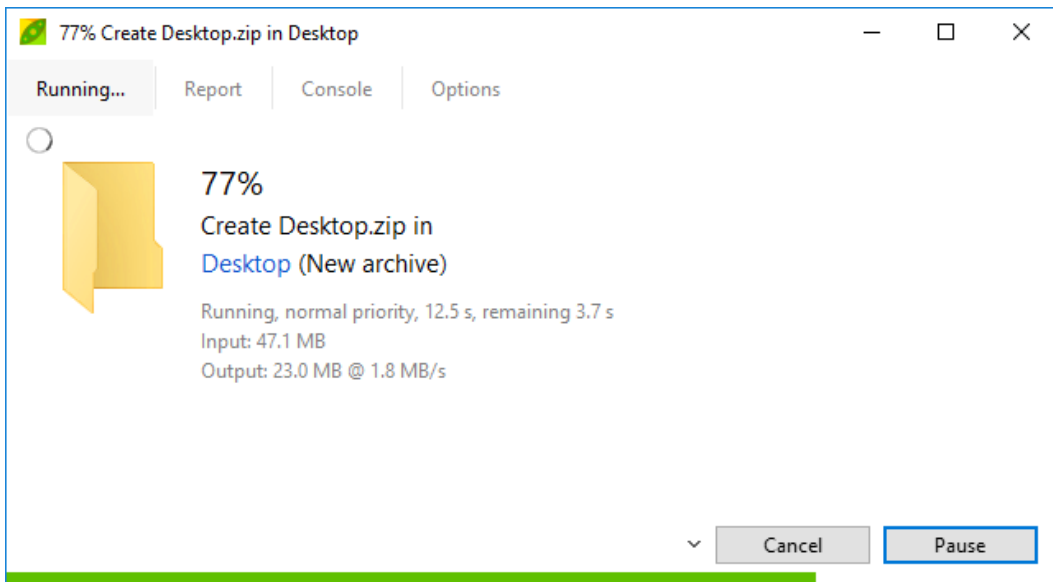 77% Create Desktop.zip in Desktop
Running... Report Console Options
77%
Create Desktop.zip in
Desktop (New archive)
Running, normal priority, 12.5 s, remaining 3.7 s
Input: 47.1 MB
Output: 23.0 MB @ 1.8 MB/s
Cancel Pause